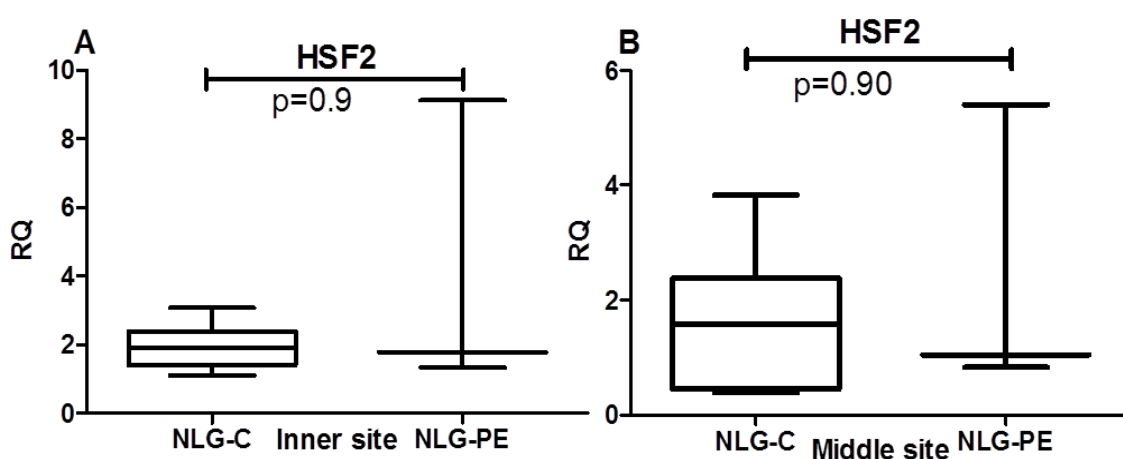 A
HSF2
p=0.9
10
8
6
4
2
0
RQ
NLG-C Inner site NLG-PE
B
HSF2
p=0.90
6
4
2
0
RQ
NLG-C Middle site NLG-PE